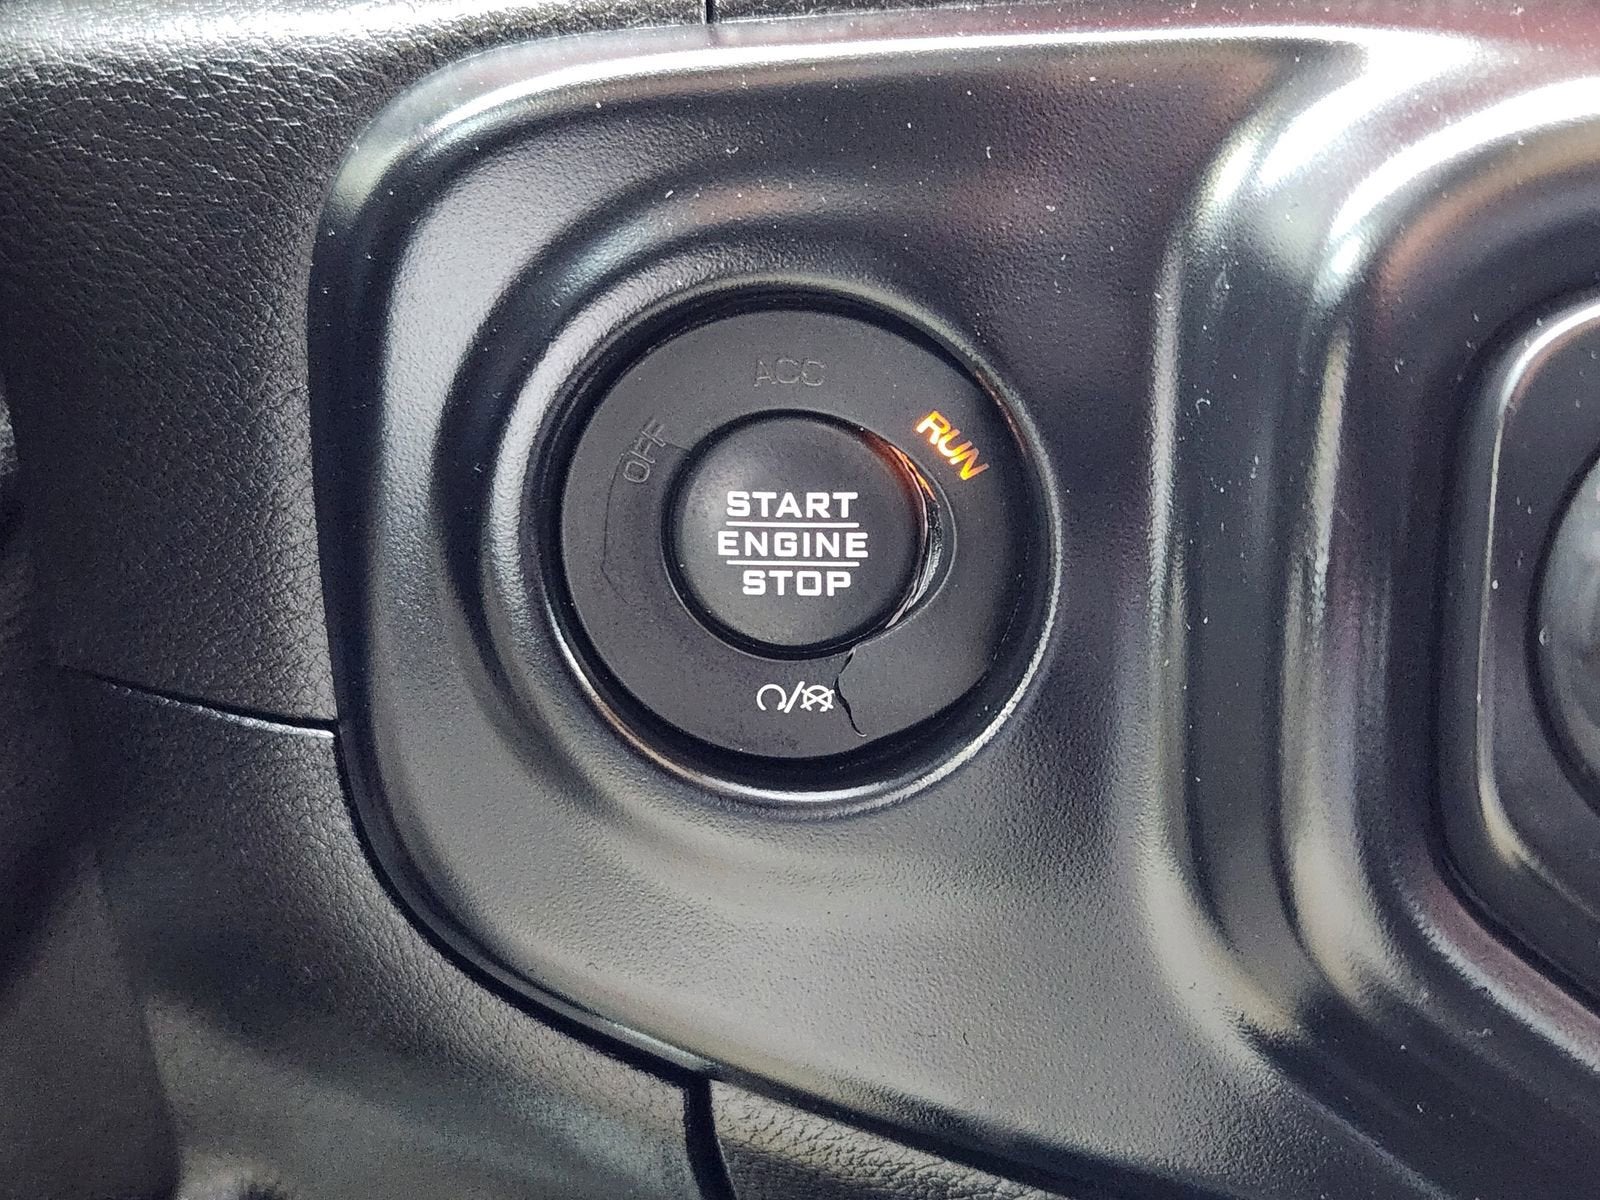 ACC
OFF
RUN
START
ENGINE
STOP